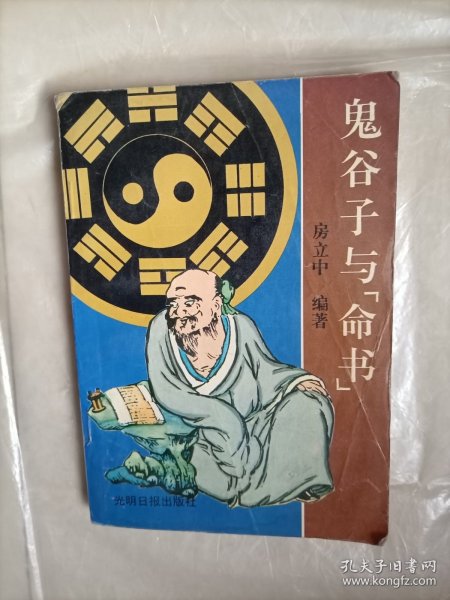 鬼谷子与「命书」
房立中 编著
光明日报出版社
孔夫子旧书网
www.kongfz.com